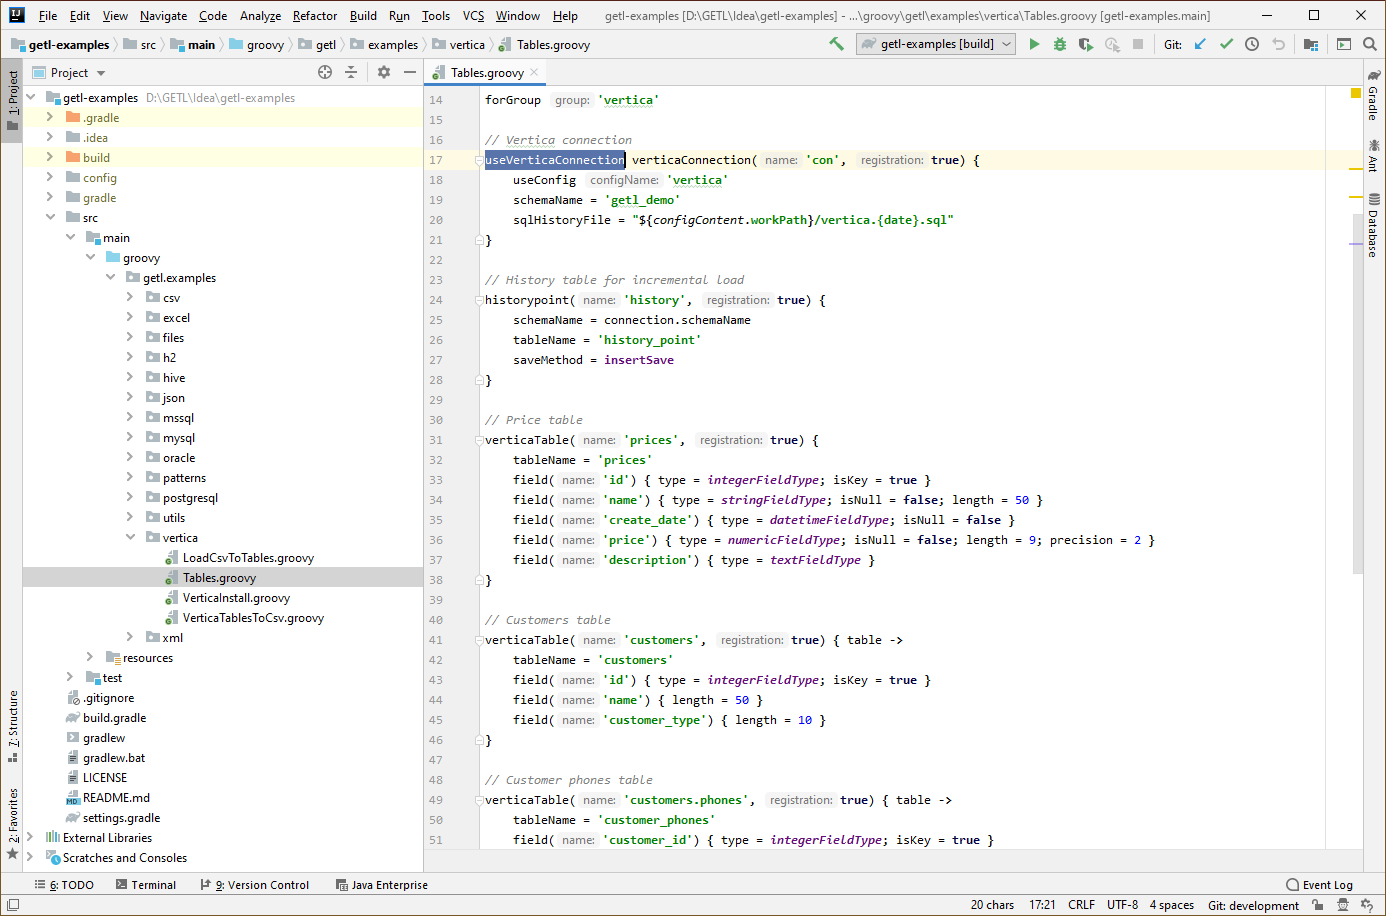 File Edit View Navigate Code Analyze Refactor Build Run Tools VCS Window Help getl-examples [D:\GETL\Idea\getl-examples] - ...\groovy\getl\examples\vertica\Tables.groovy [getl-examples.main]
getl-examples src main groovy getl examples vertica Tables.groovy getl-examples [build] Git:
Project
Tables.groovy
1: Project
7: Structure
2: Favorites
getl-examples D:\GETL\Idea\getl-examples
.gradle
.idea
build
config
gradle
src
main
groovy
getl.examples
csv
excel
files
h2
hive
json
mssql
mysql
oracle
patterns
postgresql
utils
vertica
LoadCsvToTables.groovy
Tables.groovy
VerticaInstall.groovy
VerticaTablesToCsv.groovy
xml
resources
test
.gitignore
build.gradle
gradlew
gradlew.bat
LICENSE
README.md
settings.gradle
External Libraries
Scratches and Consoles
14 forGroup group: 'vertica'
15
16 // Vertica connection
17 useVerticaConnection verticaConnection( name: 'con', registration: true) {
18 useConfig configName: 'vertica'
19 schemaName = 'getl_demo'
20 sqlHistoryFile = "${configContent.workPath}/vertica.{date}.sql"
21 }
22
23 // History table for incremental load
24 historypoint( name: 'history', registration: true) {
25 schemaName = connection.schemaName
26 tableName = 'history_point'
27 saveMethod = insertSave
28 }
29
30 // Price table
31 verticaTable( name: 'prices', registration: true) {
32 tableName = 'prices'
33 field( name: 'id') { type = integerFieldType; isKey = true }
34 field( name: 'name') { type = stringFieldType; isNull = false; length = 50 }
35 field( name: 'create_date') { type = datetimeFieldType; isNull = false }
36 field( name: 'price') { type = numericFieldType; isNull = false; length = 9; precision = 2 }
37 field( name: 'description') { type = textFieldType }
38 }
39
40 // Customers table
41 verticaTable( name: 'customers', registration: true) { table ->
42 tableName = 'customers'
43 field( name: 'id') { type = integerFieldType; isKey = true }
44 field( name: 'name') { length = 50 }
45 field( name: 'customer_type') { length = 10 }
46 }
47
48 // Customer phones table
49 verticaTable( name: 'customers.phones', registration: true) { table ->
50 tableName = 'customer_phones'
51 field( name: 'customer_id') { type = integerFieldType; isKey = true }
Gradle
Ant
Database
6: TODO Terminal 9: Version Control Java Enterprise Event Log
20 chars 17:21 CRLF UTF-8 4 spaces Git: development